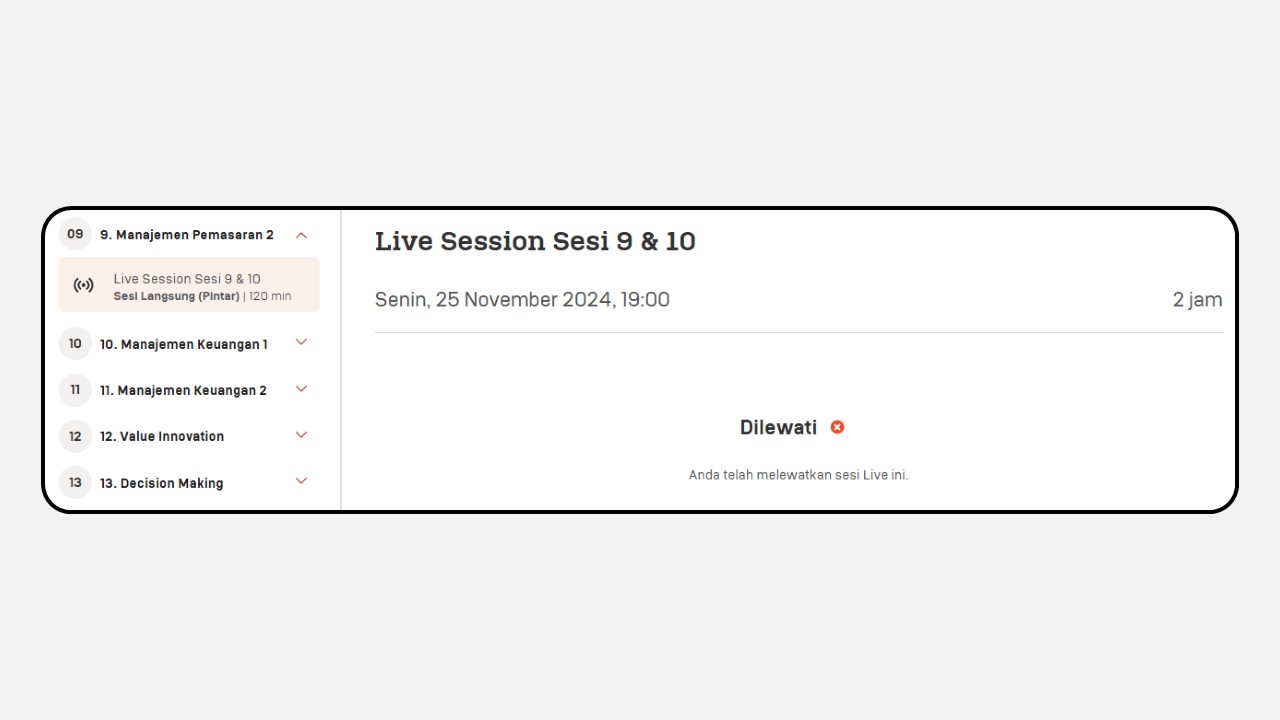 09
9. Manajemen Pemasaran 2
Live Session Sesi 9 & 10
Sesi Langsung (Pintar) | 120 min
10
10. Manajemen Keuangan 1
11
11. Manajemen Keuangan 2
12
12. Value Innovation
13
13. Decision Making
Live Session Sesi 9 & 10
Senin, 25 November 2024, 19:00
2 jam
Dilewati
Anda telah melewatkan sesi Live ini.